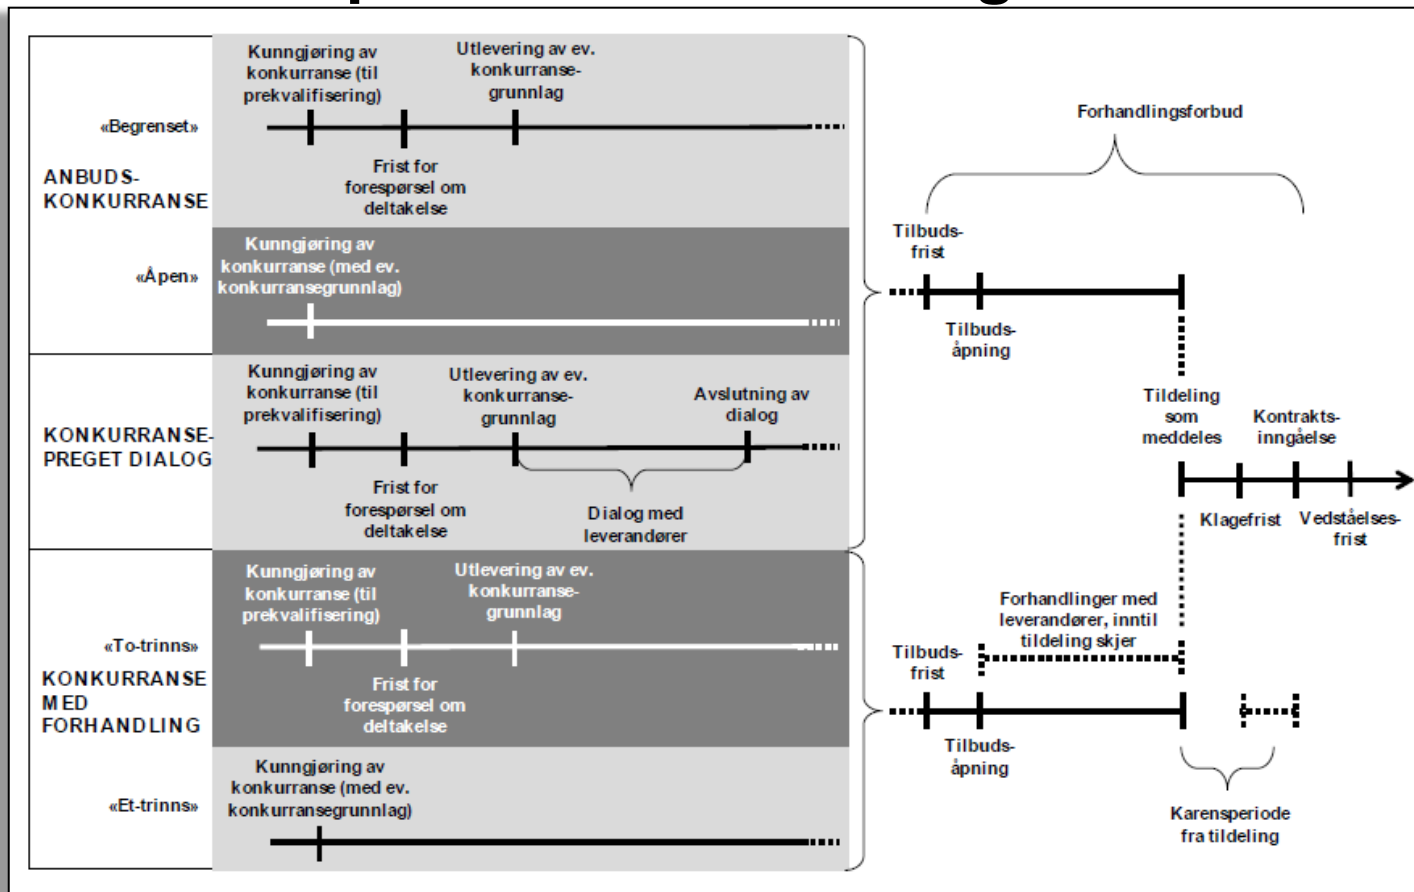 Kunngjøring av
konkurranse (til
prekvalifisering)
Utlevering av ev.
konkurranse-
grunnlag
«Begrenset»
ANBUDS-
KONKURRANSE
Frist for
forespørsel om
deltakelse
Kunngjøring av
konkurranse (med ev.
konkurransegrunnlag)
«Åpen»
Kunngjøring av
konkurranse (til
prekvalifisering)
Utlevering av ev.
konkurranse-
grunnlag
Avslutning av
dialog
KONKURRANSE-
PREGET DIALOG
Frist for
forespørsel om
deltakelse
Dialog med
leverandører
Kunngjøring av
konkurranse (til
prekvalifisering)
Utlevering av ev.
konkurranse-
grunnlag
«To-trinns»
KONKURRANSE
MED
FORHANDLING
Frist for
forespørsel om
deltakelse
Kunngjøring av
konkurranse (med ev.
konkurransegrunnlag)
«Et-trinns»
Forhandlingsforbud
Tilbuds-
frist
Tilbuds-
åpning
Tildeling
som
meddeles
Kontrakts-
inngåelse
Klagefrist
Vedståelses-
frist
Forhandlinger med
leverandører, inntil
tildeling skjer
Tilbuds-
frist
Tilbuds-
åpning
Karensperiode
fra tildeling